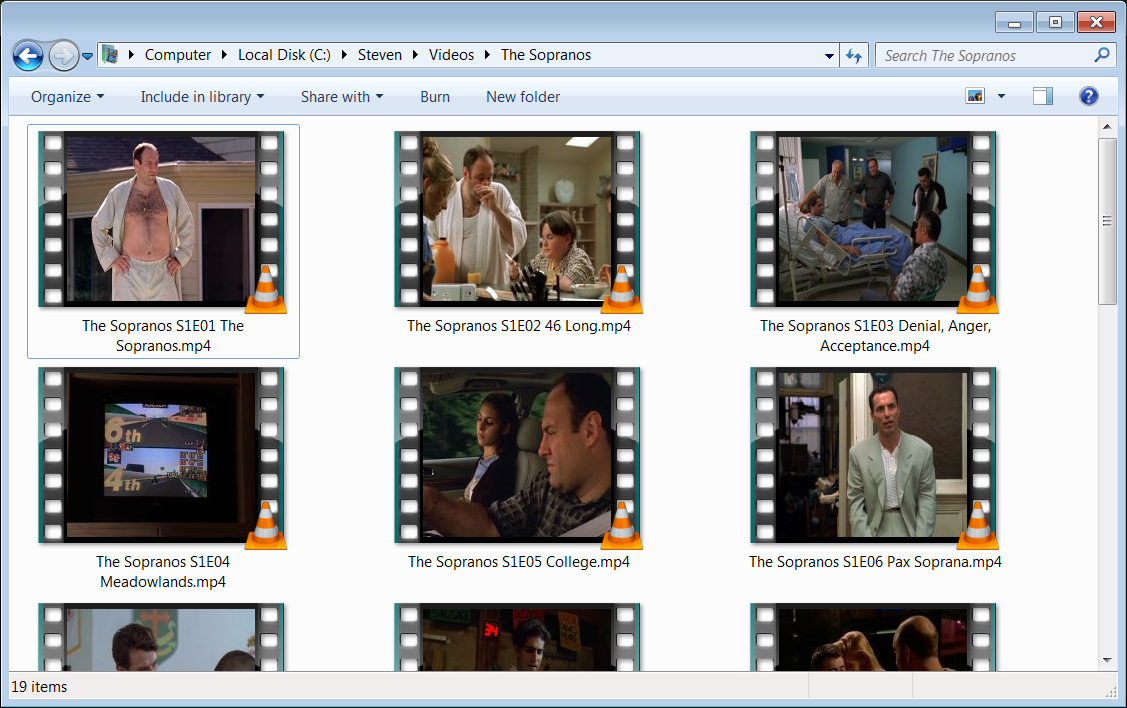 Computer Local Disk (C:) Steven Videos The Sopranos
Search The Sopranos
Organize Include in library Share with Burn New folder
The Sopranos S1E01 The
Sopranos.mp4
The Sopranos S1E02 46 Long.mp4
The Sopranos S1E03 Denial, Anger,
Acceptance.mp4
6th
4th
The Sopranos S1E04
Meadowlands.mp4
The Sopranos S1E05 College.mp4
The Sopranos S1E06 Pax Soprana.mp4
34
19 items